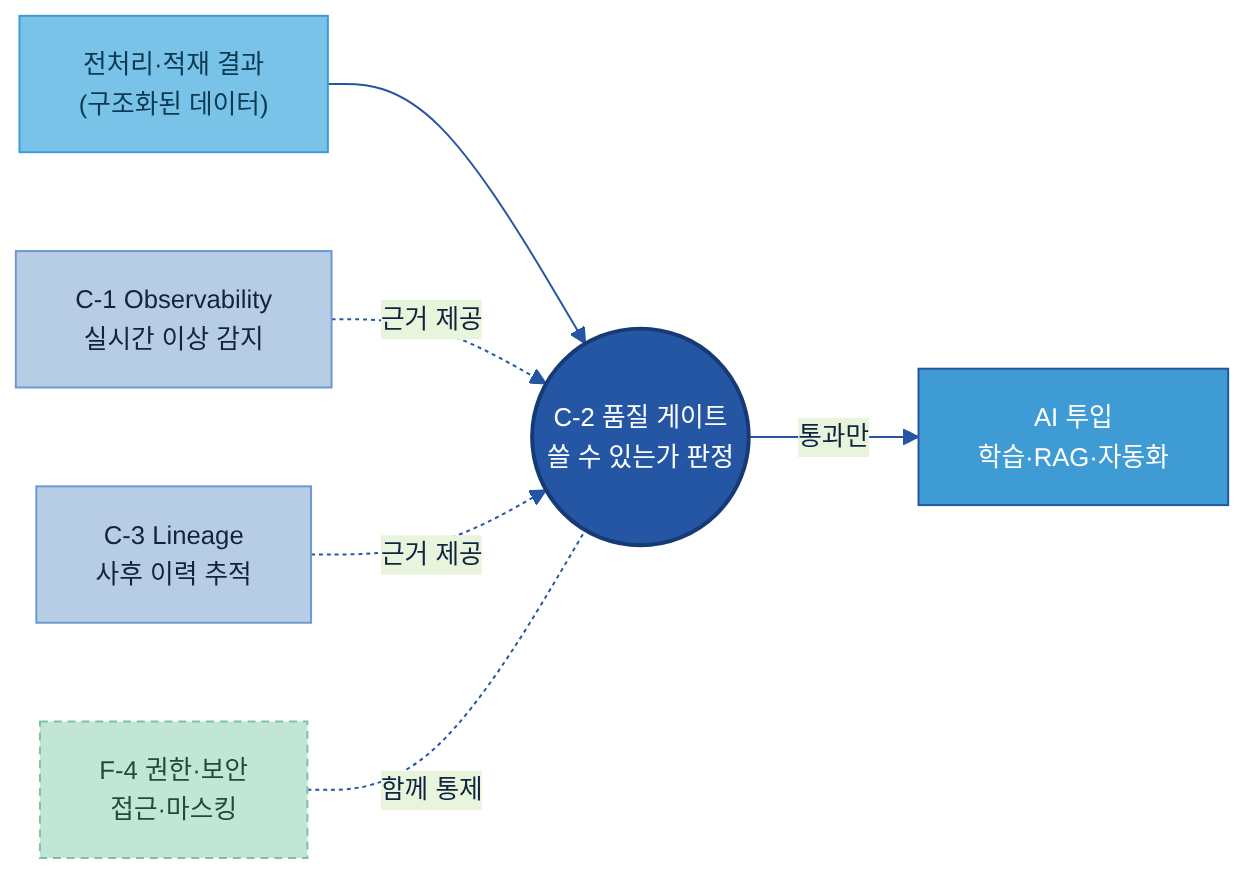 전처리·적재 결과
(구조화된 데이터)
C-1 Observability
실시간 이상 감지
근거 제공
C-2 품질 게이트
쓸 수 있는가 판정
통과만
AI 투입
학습·RAG·자동화
C-3 Lineage
사후 이력 추적
근거 제공
F-4 권한·보안
접근·마스킹
함께 통제